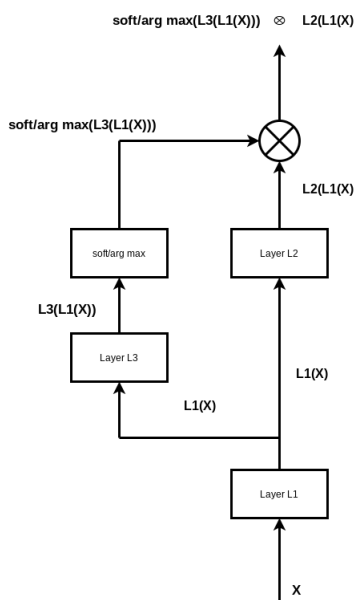 soft/arg max(L3(L1(X))) ⊗ L2(L1(X)
soft/arg max(L3(L1(X)))
L2(L1(X)
soft/arg max
Layer L2
L3(L1(X))
Layer L3
L1(X)
L1(X)
Layer L1
X